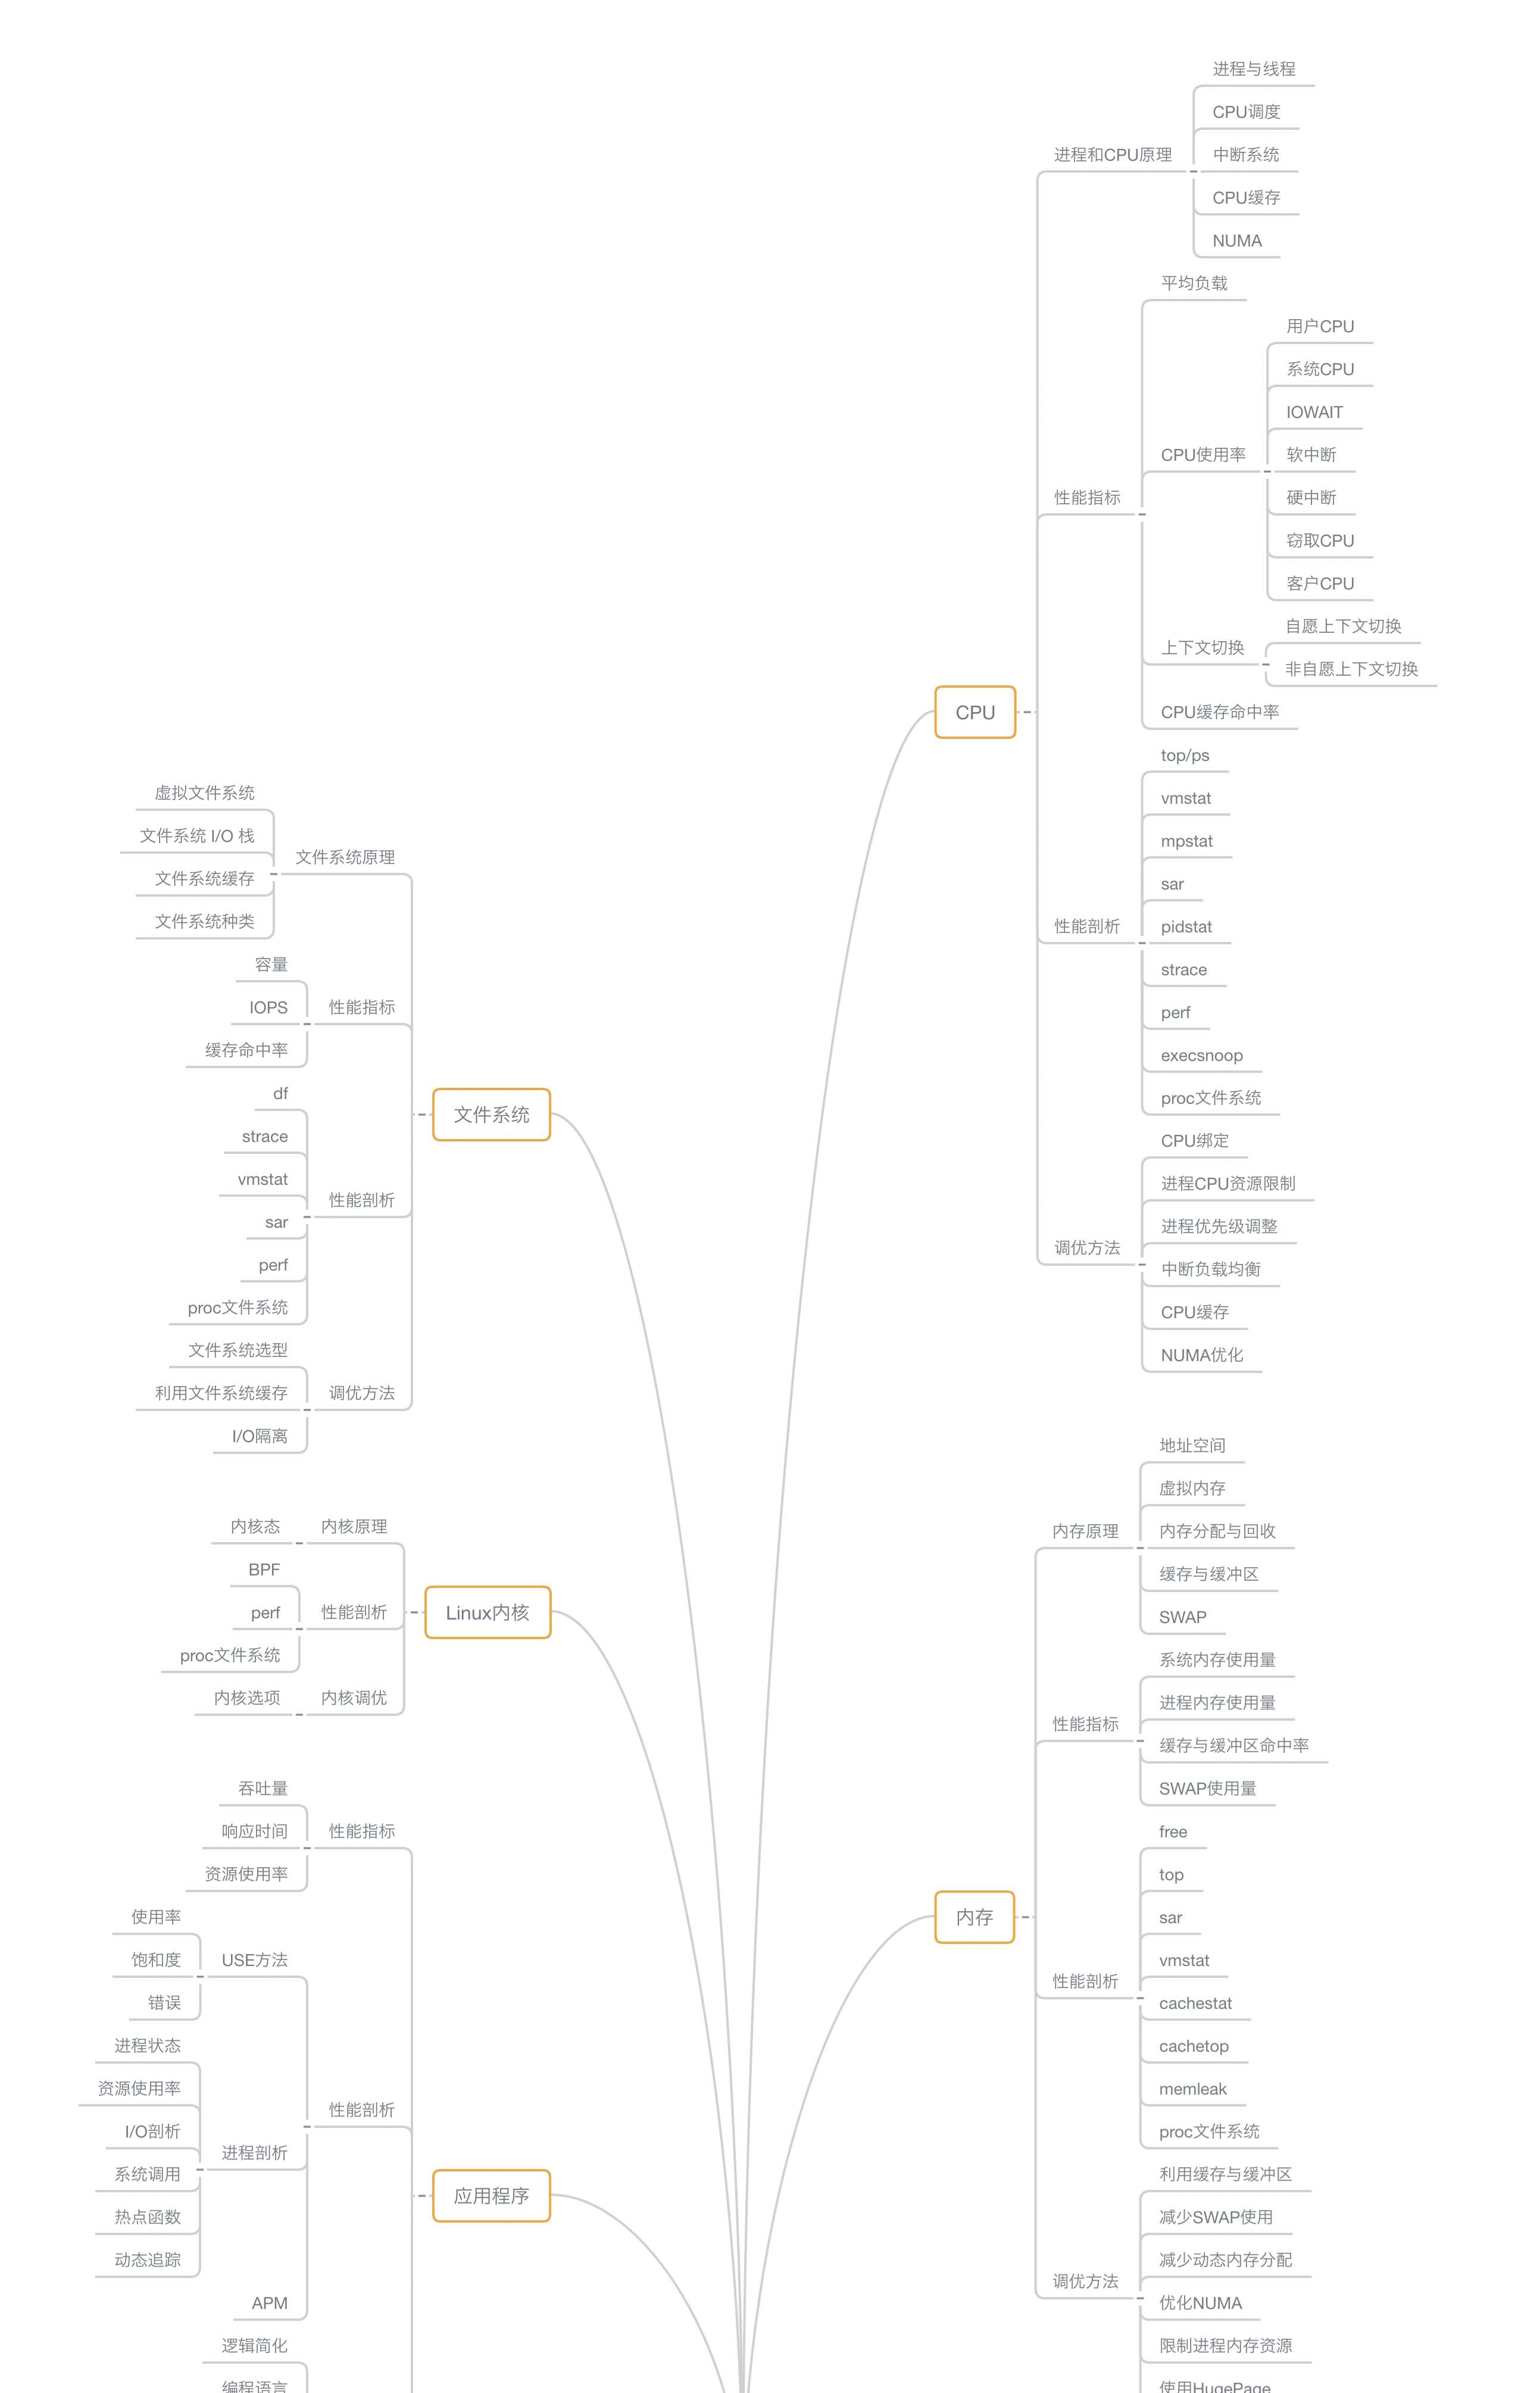 进程与线程
CPU调度
进程和CPU原理
中断系统
CPU缓存
NUMA
平均负载
用户CPU
系统CPU
IOWAIT
CPU使用率
软中断
性能指标
硬中断
窃取CPU
客户CPU
自愿上下文切换
上下文切换
非自愿上下文切换
CPU
CPU缓存命中率
top/ps
vmstat
mpstat
sar
性能剖析
pidstat
strace
perf
execsnoop
proc文件系统
CPU绑定
进程CPU资源限制
进程优先级调整
调优方法
中断负载均衡
CPU缓存
NUMA优化
地址空间
虚拟内存
内存原理
内存分配与回收
缓存与缓冲区
SWAP
系统内存使用量
进程内存使用量
性能指标
缓存与缓冲区命中率
SWAP使用量
free
top
内存
sar
vmstat
性能剖析
cachestat
cachetop
memleak
proc文件系统
利用缓存与缓冲区
减少SWAP使用
减少动态内存分配
调优方法
优化NUMA
限制进程内存资源
使用HugePage
虚拟文件系统
文件系统 I/O 栈
文件系统原理
文件系统缓存
文件系统种类
容量
IOPS
性能指标
缓存命中率
df
文件系统
strace
vmstat
性能剖析
sar
perf
proc文件系统
文件系统选型
利用文件系统缓存
调优方法
I/O隔离
内核态
内核原理
BPF
perf
性能剖析
Linux内核
proc文件系统
内核选项
内核调优
吞吐量
响应时间
性能指标
资源使用率
使用率
饱和度
USE方法
错误
进程状态
资源使用率
性能剖析
I/O剖析
进程剖析
系统调用
应用程序
热点函数
动态追踪
APM
逻辑简化
编程语言